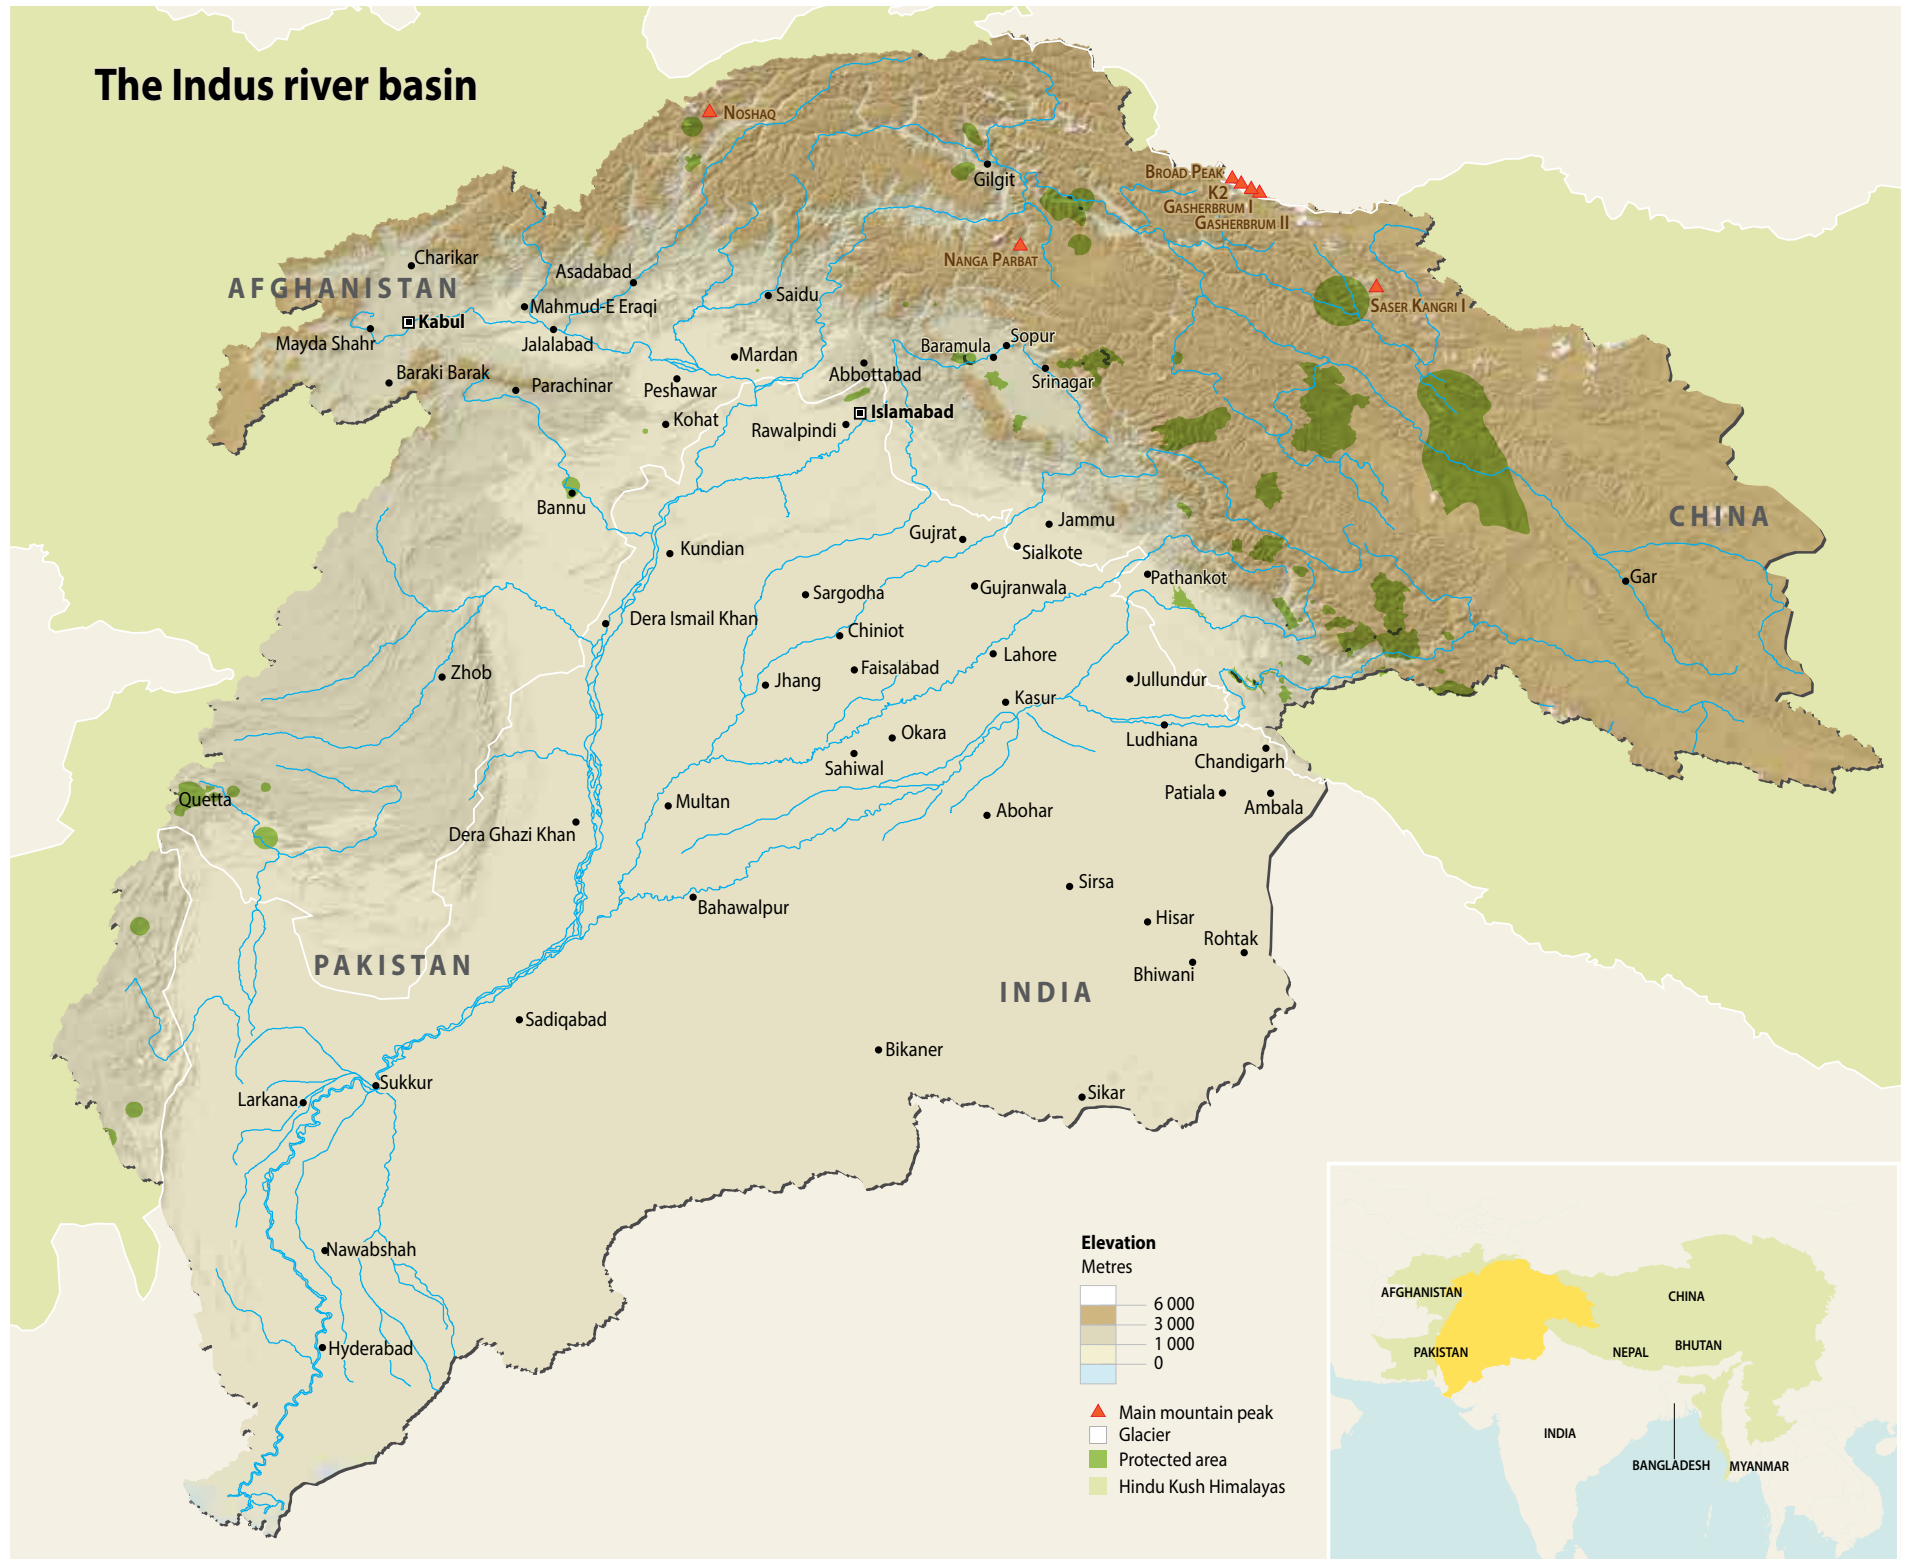 The Indus river basin
NOSHAQ
BROAD PEAK
K2
GASHERBRUM I
GASHERBRUM II
Gilgit
NANGA PARBAT
SASER KANGRI I
Charikar
AFGHANISTAN
Asadabad
Mahmud-E Eraqi
Saidu
Kabul
Mayda Shahr
Jalalabad
Sopur
Baramula
Mardan
Abbottabad
Srinagar
Baraki Barak
Parachinar
Peshawar
Islamabad
Kohat
Rawalpindi
Bannu
CHINA
Jammu
Gujrat
Sialkote
Kundian
Gar
Pathankot
Gujranwala
Sargodha
Dera Ismail Khan
Chiniot
Lahore
Faisalabad
Zhob
Jhang
Jullundur
Kasur
Okara
Ludhiana
Sahiwal
Chandigarh
Quetta
Multan
Patiala
Ambala
Abohar
Dera Ghazi Khan
Sirsa
Bahawalpur
Hisar
Rohtak
PAKISTAN
Bhiwani
INDIA
Sadiqabad
Bikaner
Sukkur
Larkana
Sikar
Nawabshah
Hyderabad
Elevation
Metres
6 000
3 000
1 000
0
Main mountain peak
Glacier
Protected area
Hindu Kush Himalayas
AFGHANISTAN
CHINA
PAKISTAN
NEPAL
BHUTAN
INDIA
BANGLADESH
MYANMAR